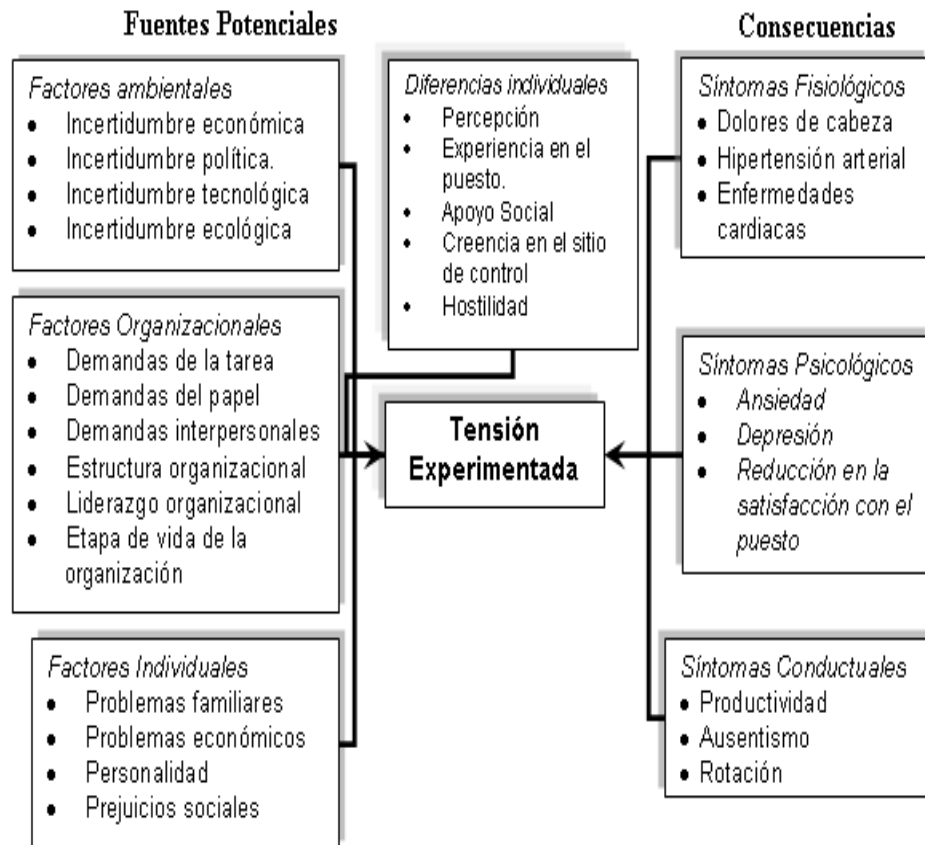 Fuentes Potenciales
Factores ambientales
• Incertidumbre económica
• Incertidumbre política.
• Incertidumbre tecnológica
• Incertidumbre ecológica
Factores Organizacionales
• Demandas de la tarea
• Demandas del papel
• Demandas interpersonales
• Estructura organizacional
• Liderazgo organizacional
• Etapa de vida de la
organización
Factores Individuales
• Problemas familiares
• Problemas económicos
• Personalidad
• Prejuicios sociales
Diferencias individuales
• Percepción
• Experiencia en el
puesto.
• Apoyo Social
• Creencia en el sitio
de control
• Hostilidad
Tensión
Experimentada
Consecuencias
Síntomas Fisiológicos
• Dolores de cabeza
• Hipertensión arterial
• Enfermedades
cardiacas
Síntomas Psicológicos
• Ansiedad
• Depresión
• Reducción en la
satisfacción con el
puesto
Síntomas Conductuales
• Productividad
• Ausentismo
• Rotación